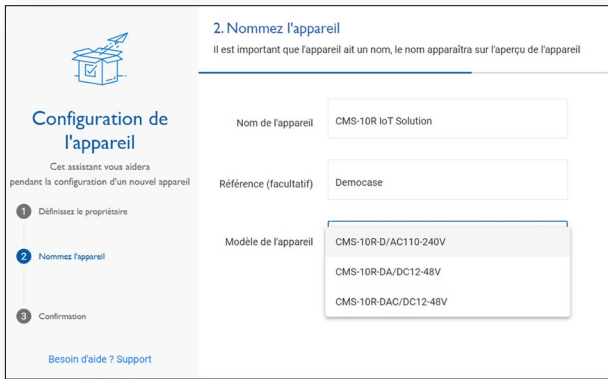 Configuration de
l'appareil
Cet assistant vous aidera
pendant la configuration d'un nouvel appareil
1 Définissez le propriétaire
2 Nommez l'appareil
3 Confirmation
Besoin d'aide ? Support
2. Nommez l'appareil
Il est important que l'appareil ait un nom, le nom apparaîtra sur l'aperçu de l'appareil
Nom de l'appareil CMS-10R IoT Solution
Référence (facultatif) Democase
Modèle de l'appareil
CMS-10R-D/AC110-240V
CMS-10R-DA/DC12-48V
CMS-10R-DAC/DC12-48V